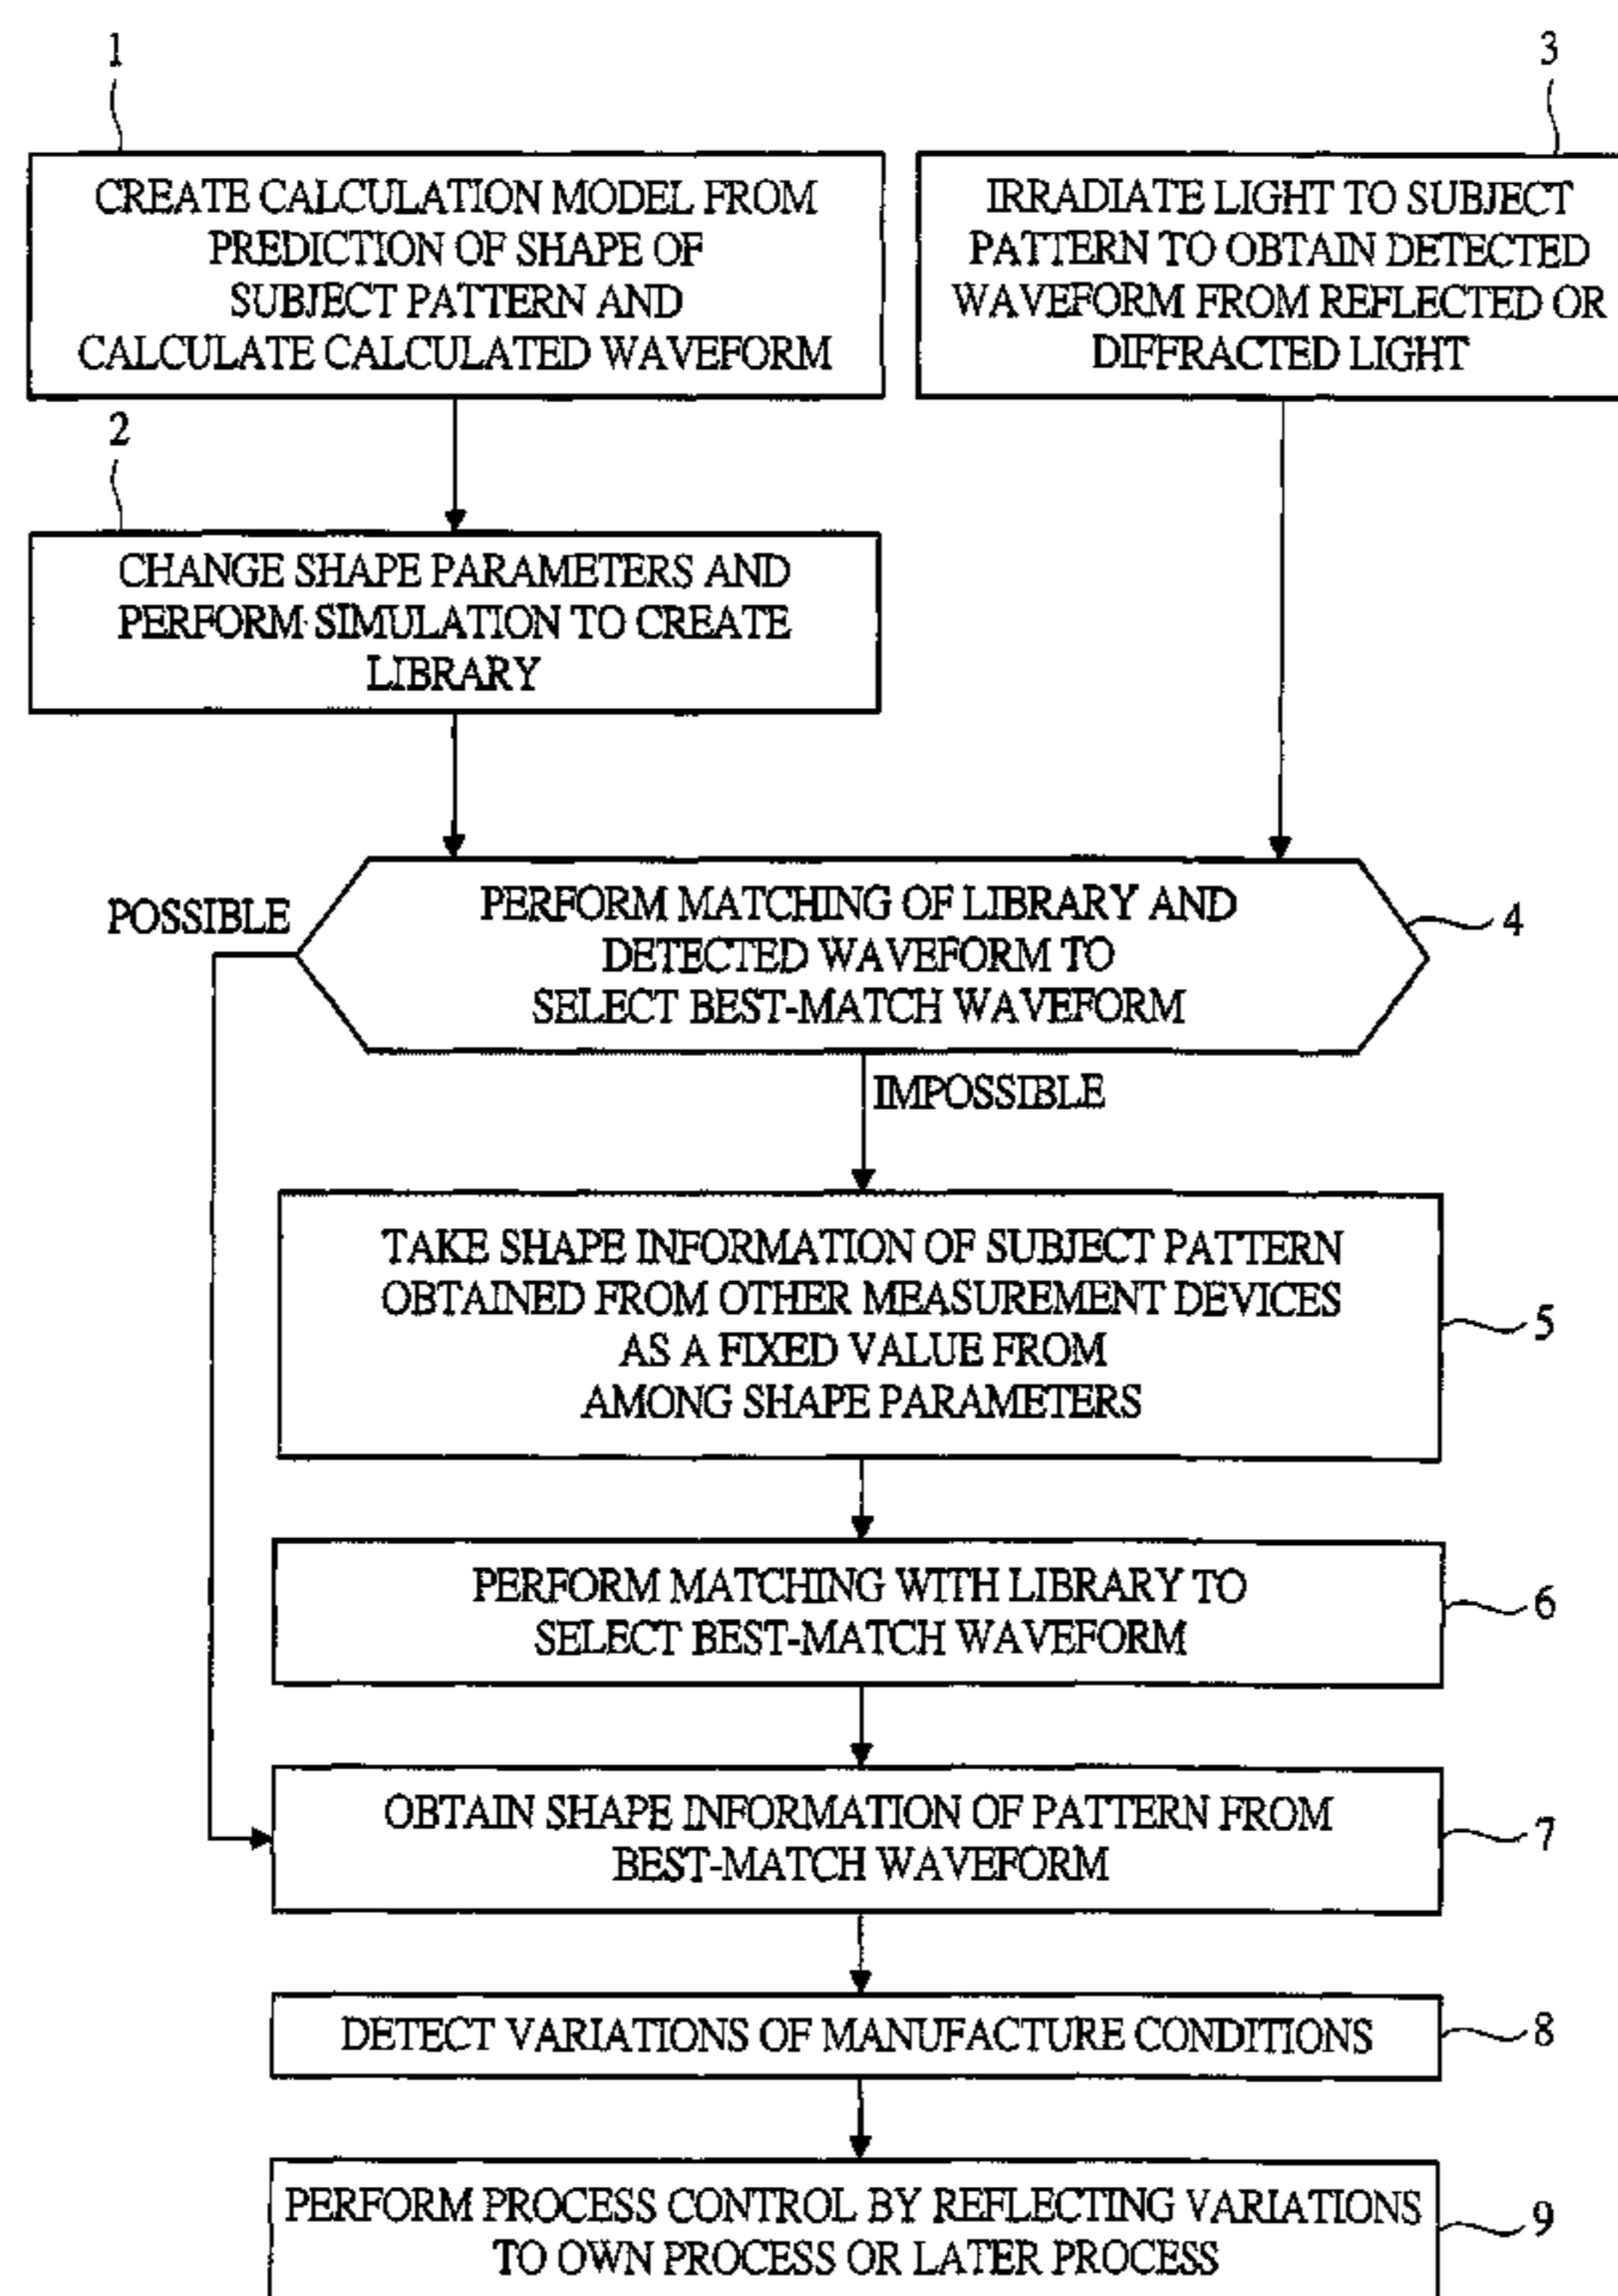 1
CREATE CALCULATION MODEL FROM
PREDICTION OF SHAPE OF
SUBJECT PATTERN AND
CALCULATE CALCULATED WAVEFORM
3
IRRADIATE LIGHT TO SUBJECT
PATTERN TO OBTAIN DETECTED
WAVEFORM FROM REFLECTED OR
DIFFRACTED LIGHT
2
CHANGE SHAPE PARAMETERS AND
PERFORM SIMULATION TO CREATE
LIBRARY
POSSIBLE
PERFORM MATCHING OF LIBRARY AND
DETECTED WAVEFORM TO
SELECT BEST-MATCH WAVEFORM
4
IMPOSSIBLE
TAKE SHAPE INFORMATION OF SUBJECT PATTERN
OBTAINED FROM OTHER MEASUREMENT DEVICES
AS A FIXED VALUE FROM
AMONG SHAPE PARAMETERS
5
PERFORM MATCHING WITH LIBRARY TO
SELECT BEST-MATCH WAVEFORM
6
OBTAIN SHAPE INFORMATION OF PATTERN FROM
BEST-MATCH WAVEFORM
7
DETECT VARIATIONS OF MANUFACTURE CONDITIONS
8
PERFORM PROCESS CONTROL BY REFLECTING VARIATIONS
TO OWN PROCESS OR LATER PROCESS
9